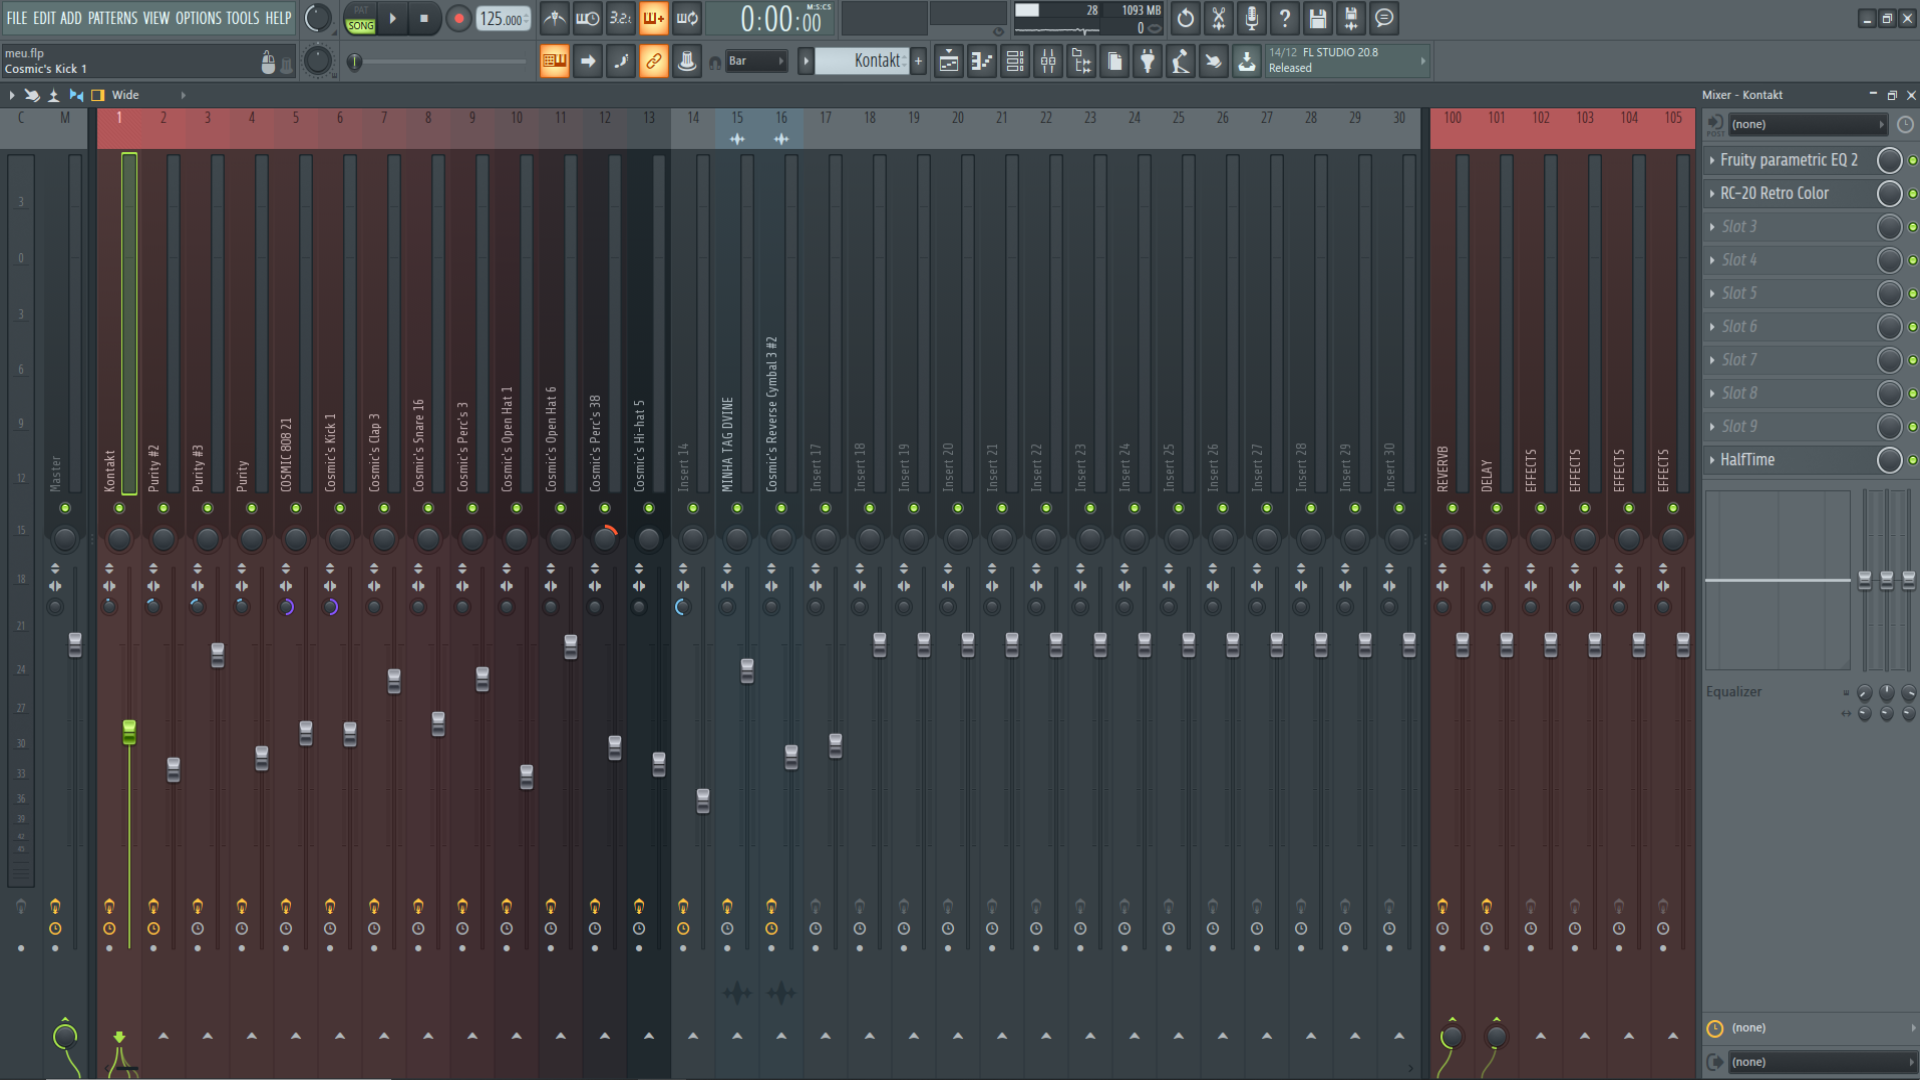 FILE EDIT ADD PATTERNS VIEW OPTIONS TOOLS HELP
PAT
SONG
125.000
3.2:
0:00:00
M:S:CS
28
1093 MB
0
meu.flp
Cosmic's Kick 1
Bar
Kontakt
14/12 FL STUDIO 20.8
Released
Wide
Mixer - Kontakt
C M 1 2 3 4 5 6 7 8 9 10 11 12 13 14 15 16 17 18 19 20 21 22 23 24 25 26 27 28 29 30 100 101 102 103 104 105
3
0
3
6
9
12
15
18
21
24
27
30
33
36
39
42
45
Master
Kontakt
Purity #2
Purity #3
Purity
COSMIC 808 21
Cosmic's Kick 1
Cosmic's Clap 3
Cosmic's Snare 16
Cosmic's Perc's 3
Cosmic's Open Hat 1
Cosmic's Open Hat 6
Cosmic's Perc's 38
Cosmic's Hi-hat 5
Insert 14
MINHA TAG DVINE
Cosmic's Reverse Cymbal 3 #2
Insert 17
Insert 18
Insert 19
Insert 20
Insert 21
Insert 22
Insert 23
Insert 24
Insert 25
Insert 26
Insert 27
Insert 28
Insert 29
Insert 30
REVERVB
DELAY
EFFECTS
EFFECTS
EFFECTS
EFFECTS
POST
(none)
Fruity parametric EQ 2
RC-20 Retro Color
Slot 3
Slot 4
Slot 5
Slot 6
Slot 7
Slot 8
Slot 9
HalfTime
Equalizer
(none)
(none)